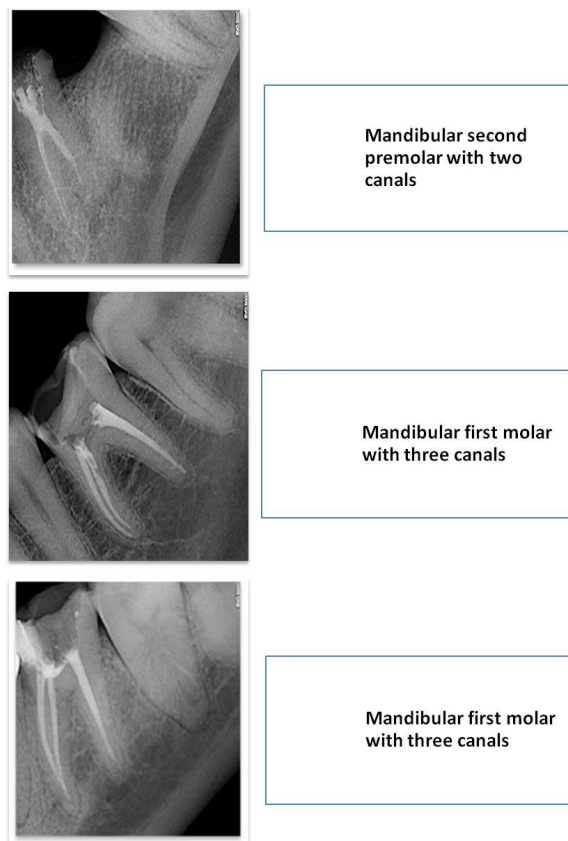 Mandibular second
premolar with two
canals
Mandibular first molar
with three canals
Mandibular first molar
with three canals